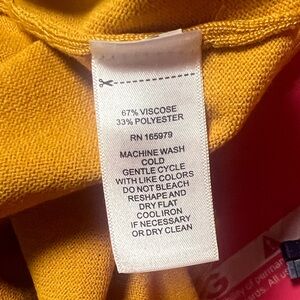 67% VISCOSE
33% POLYESTER
RN 165979
MACHINE WASH
COLD
GENTLE CYCLE
WITH LIKE COLORS
DO NOT BLEACH
RESHAPE AND
DRY FLAT
COOL IRON
IF NECESSARY
OR DRY CLEAN